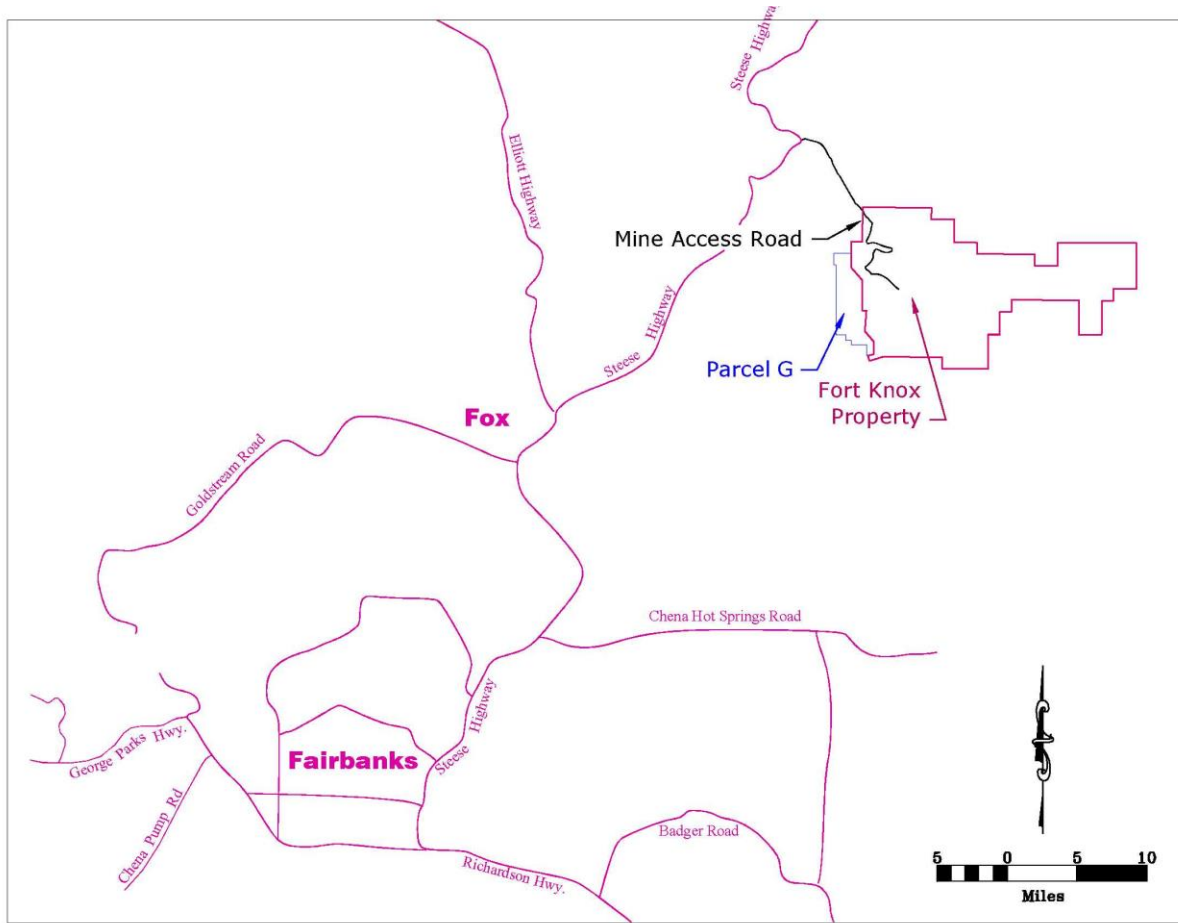 Steese Highway
Elliott Highway
Mine Access Road
Steese Highway
Parcel G
Fort Knox
Property
Fox
Goldstream Road
Chena Hot Springs Road
Steese Highway
Fairbanks
George Parks Hwy.
Chena Pump Rd
Badger Road
Richardson Hwy.
5 0 5 10
Miles